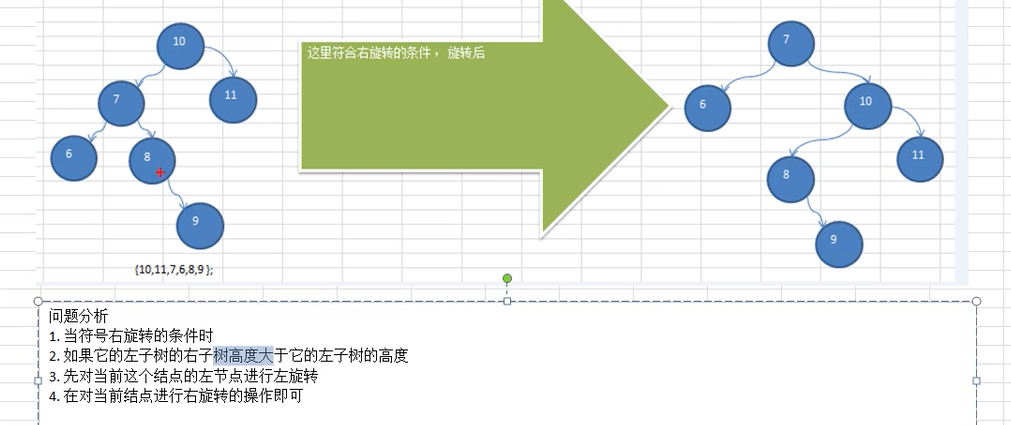 10
7
11
6
8
9
{10,11,7,6,8,9 };
这里符合右旋转的条件 ， 旋转后
7
6
10
8
11
9
问题分析
1. 当符号右旋转的条件时
2. 如果它的左子树的右子树高度大于它的左子树的高度
3. 先对当前这个结点的左节点进行左旋转
4. 在对当前结点进行右旋转的操作即可